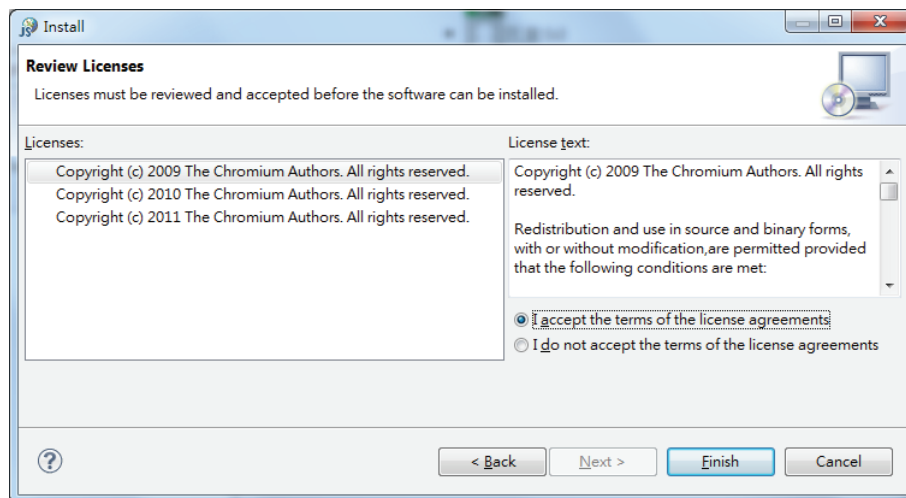 Install
Review Licenses
Licenses must be reviewed and accepted before the software can be installed.
Licenses:
Copyright (c) 2009 The Chromium Authors. All rights reserved.
Copyright (c) 2010 The Chromium Authors. All rights reserved.
Copyright (c) 2011 The Chromium Authors. All rights reserved.
License text:
Copyright (c) 2009 The Chromium Authors. All rights
reserved.
Redistribution and use in source and binary forms,
with or without modification,are permitted provided
that the following conditions are met:
I accept the terms of the license agreements
I do not accept the terms of the license agreements
< Back
Next >
Finish
Cancel